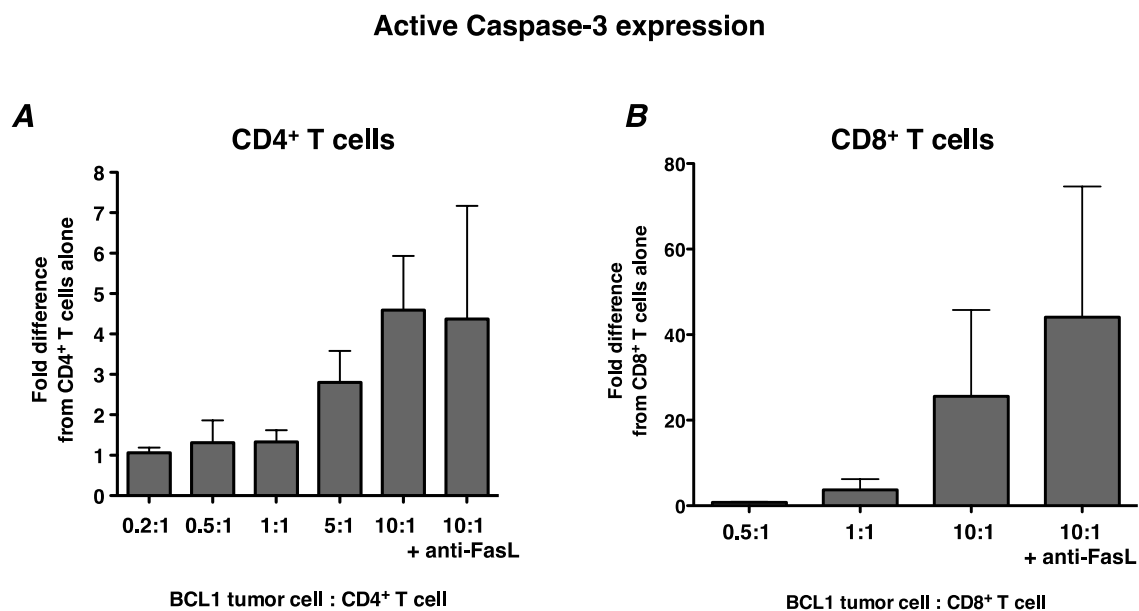 Active Caspase-3 expression
A
CD4⁺ T cells
Fold difference
from CD4⁺ T cells alone
8
7
6
5
4
3
2
1
0
0.2:1 0.5:1 1:1 5:1 10:1 10:1
+ anti-FasL
BCL1 tumor cell : CD4⁺ T cell
B
CD8⁺ T cells
Fold difference
from CD8⁺ T cells alone
80
60
40
20
0
0.5:1 1:1 10:1 10:1
+ anti-FasL
BCL1 tumor cell : CD8⁺ T cell